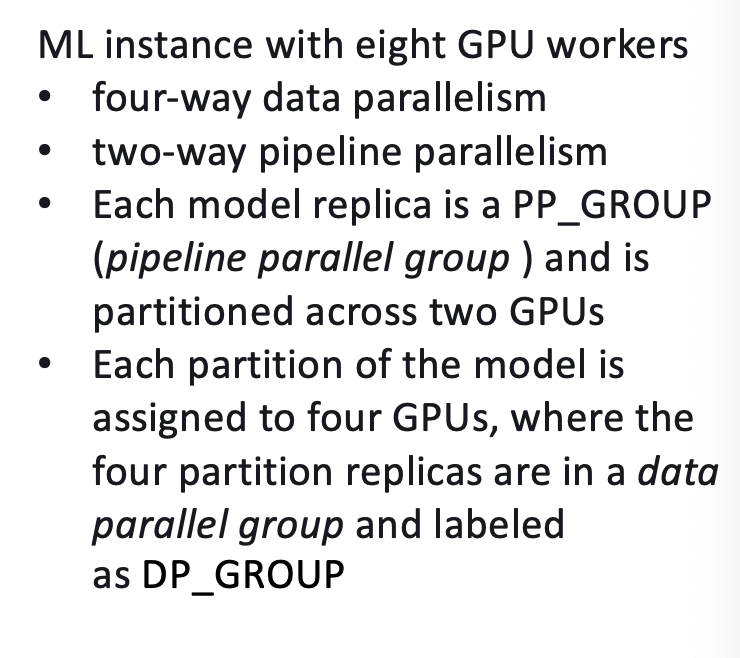 ML instance with eight GPU workers
• four-way data parallelism
• two-way pipeline parallelism
• Each model replica is a PP_GROUP
(pipeline parallel group ) and is
partitioned across two GPUs
• Each partition of the model is
assigned to four GPUs, where the
four partition replicas are in a data
parallel group and labeled
as DP_GROUP